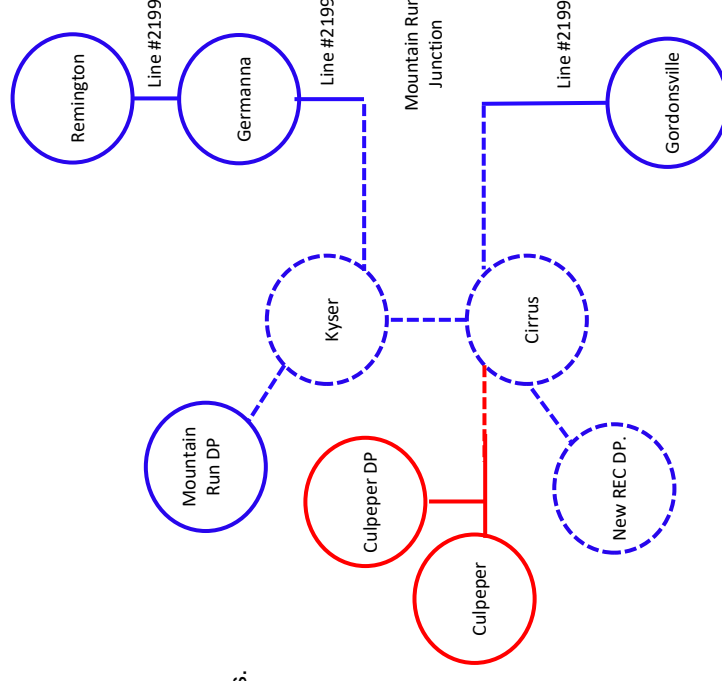 Remington
Line #2199
Germanna
Line #2199
Mountain Run
Junction
Line #2199
Gordonsville
Kyser
Cirrus
Mountain
Run DP
Culpeper DP
Culpeper
New REC DP.
s.